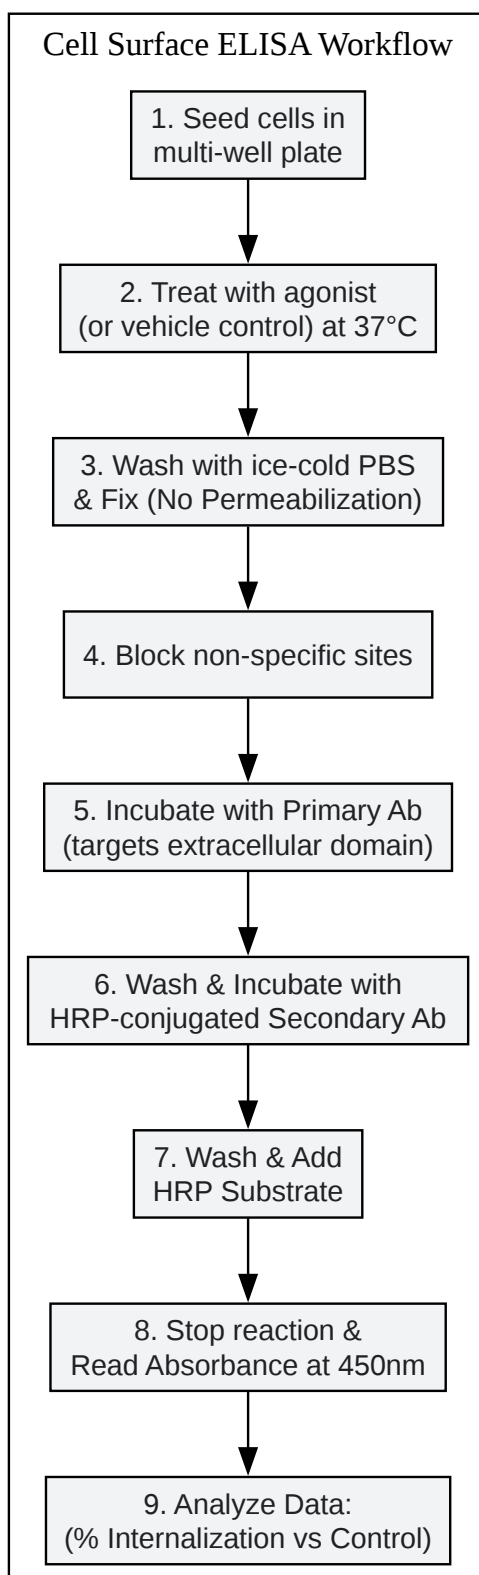 Cell Surface ELISA Workflow
1. Seed cells in
multi-well plate
2. Treat with agonist
(or vehicle control) at 37°C
3. Wash with ice-cold PBS
& Fix (No Permeabilization)
4. Block non-specific sites
5. Incubate with Primary Ab
(targets extracellular domain)
6. Wash & Incubate with
HRP-conjugated Secondary Ab
7. Wash & Add
HRP Substrate
8. Stop reaction &
Read Absorbance at 450nm
9. Analyze Data:
(% Internalization vs Control)